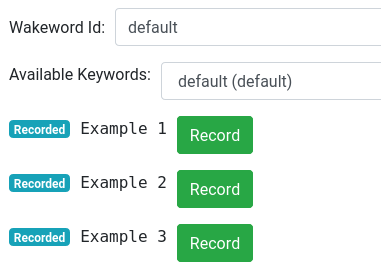 Wakeword Id: default
Available Keywords: default (default)
Recorded Example 1 Record
Recorded Example 2 Record
Recorded Example 3 Record